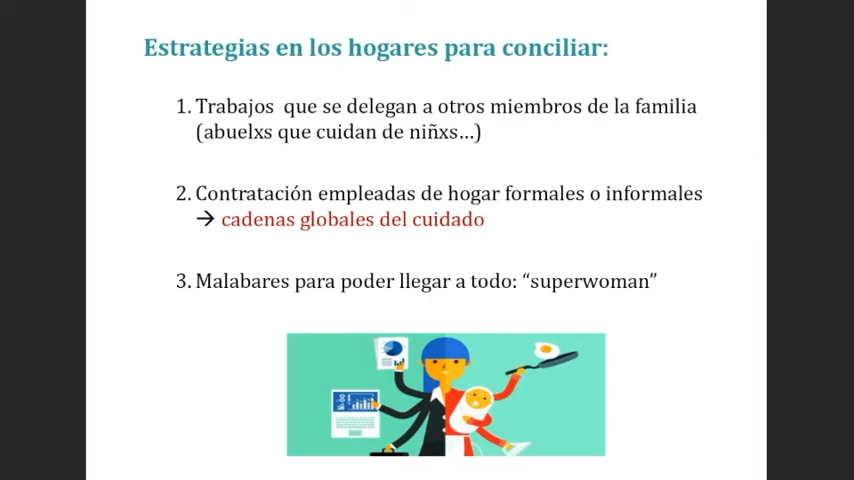 Estrategias en los hogares para conciliar:
1. Trabajos  que se delegan a otros miembros de la familia
(abuelxs que cuidan de niñxs…)
2. Contratación empleadas de hogar formales o informales
→ cadenas globales del cuidado
3. Malabares para poder llegar a todo: “superwoman”